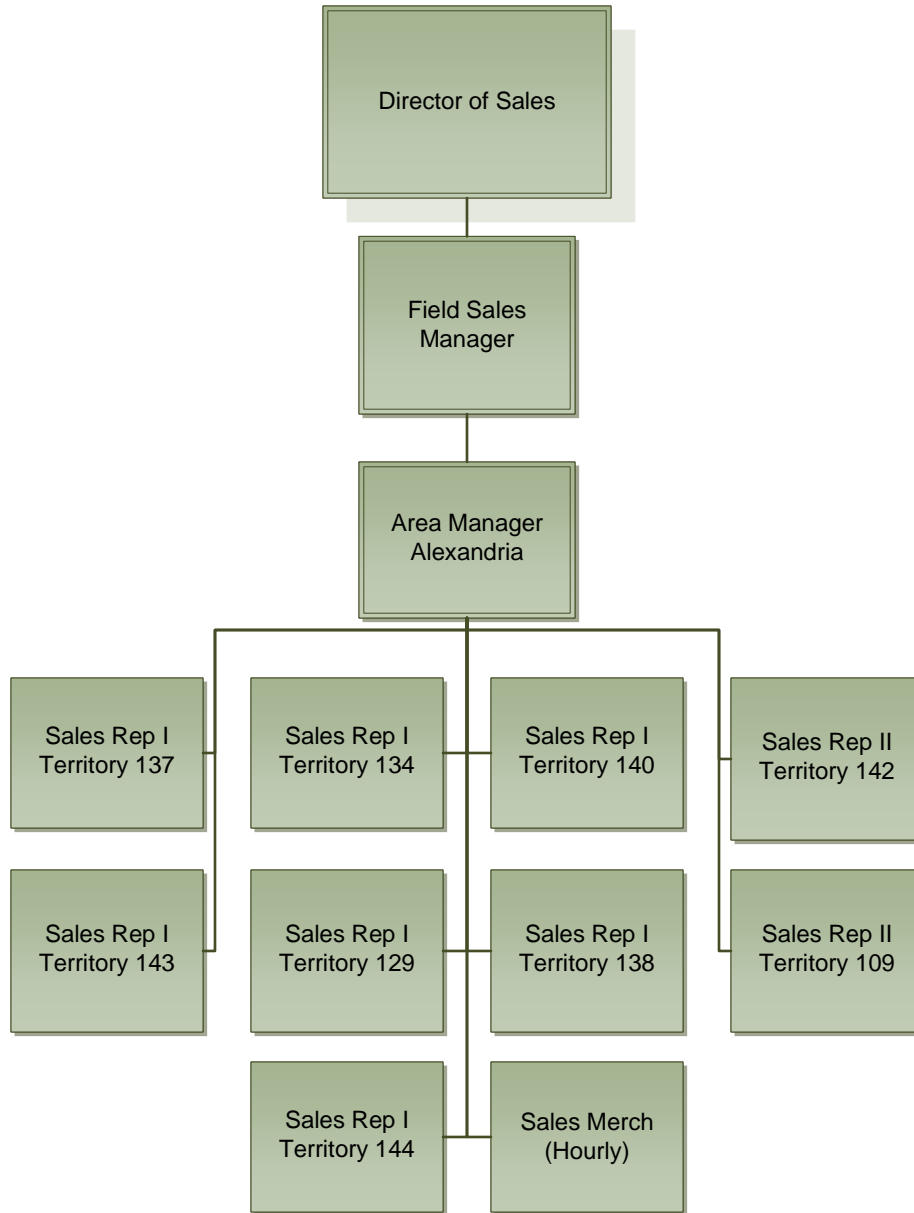 Director of Sales
Field Sales
Manager
Area Manager
Alexandria
Sales Rep I
Territory 137
Sales Rep I
Territory 134
Sales Rep I
Territory 140
Sales Rep II
Territory 142
Sales Rep I
Territory 143
Sales Rep I
Territory 129
Sales Rep I
Territory 138
Sales Rep II
Territory 109
Sales Rep I
Territory 144
Sales Merch
(Hourly)